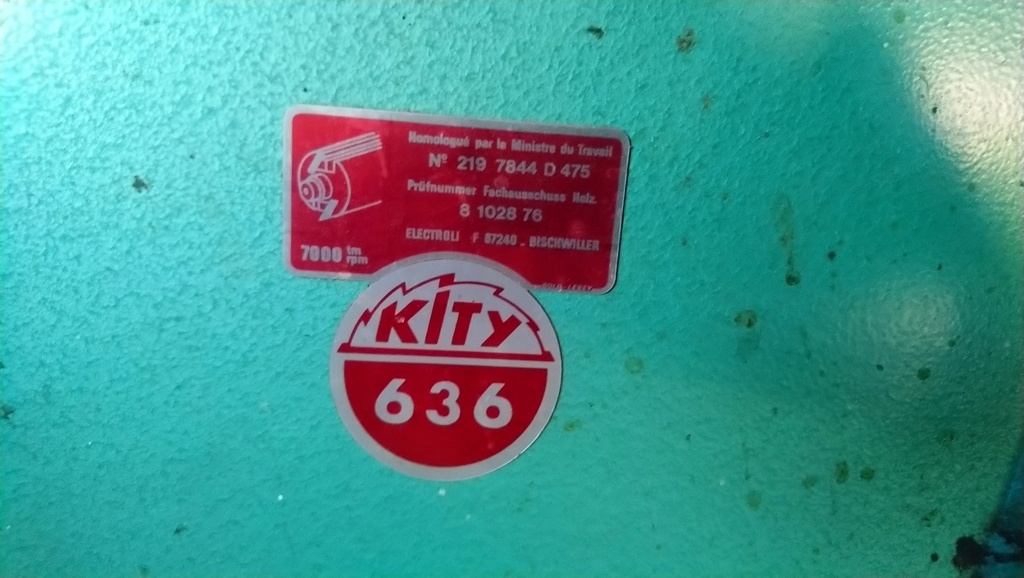 Homologué par le Ministre du Travail
Nº 219 7844 D 475
Prüfnummer Fachausschuss Holz.
8 1028 76
ELECTROLI F 67240 - BISCHWILLER
7000 tm
rpm
KITY
636